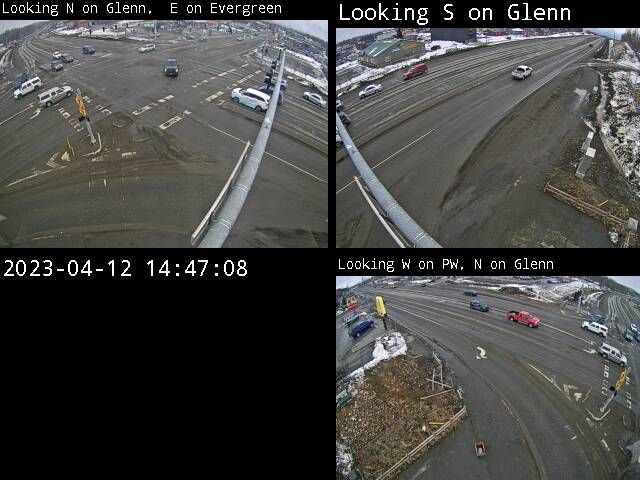 Looking N on Glenn, E on Evergreen
Looking S on Glenn
2023-04-12 14:47:08
Looking W on PW, N on Glenn